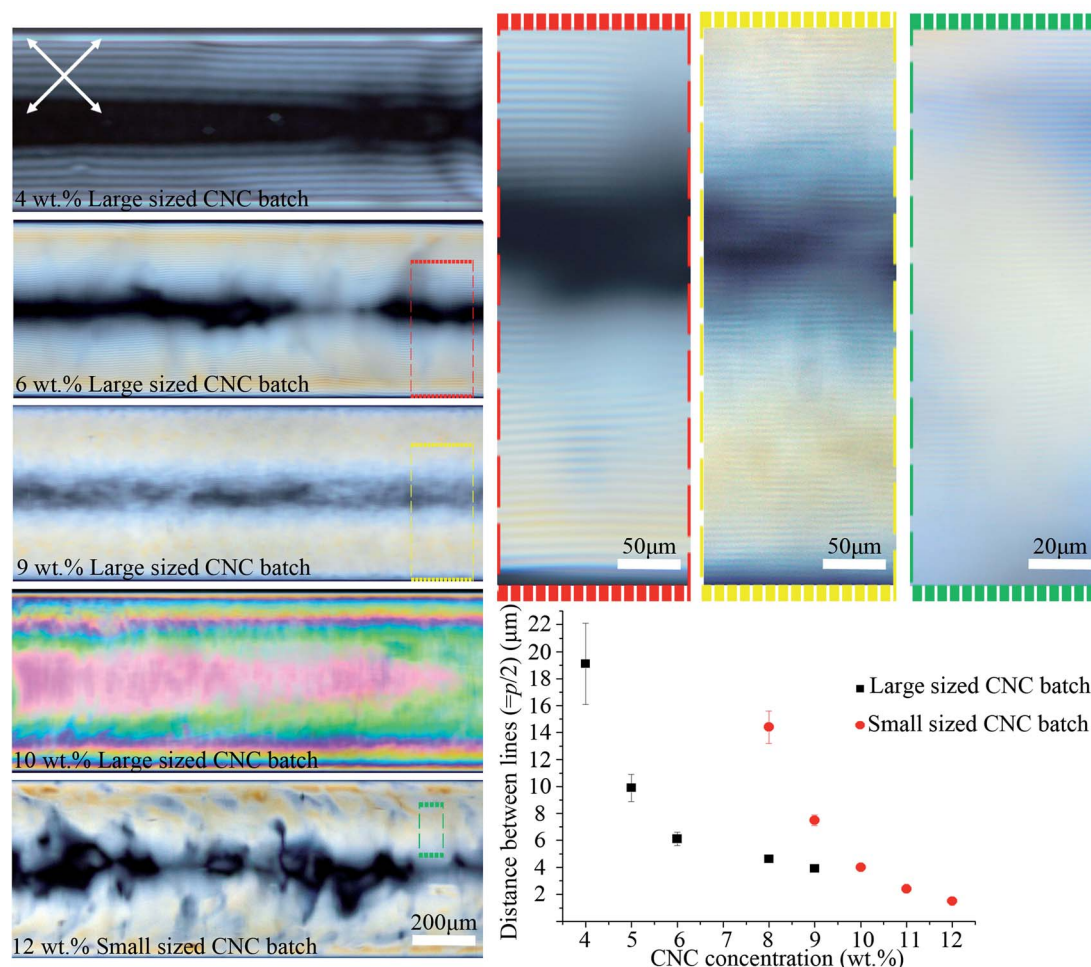 4 wt.% Large sized CNC batch
6 wt.% Large sized CNC batch
9 wt.% Large sized CNC batch
10 wt.% Large sized CNC batch
12 wt.% Small sized CNC batch
200μm
50μm
50μm
20μm
Distance between lines (=p/2) (μm)
22
20
18
16
14
12
10
8
6
4
2
Large sized CNC batch
Small sized CNC batch
4 5 6 7 8 9 10 11 12
CNC concentration (wt.%)